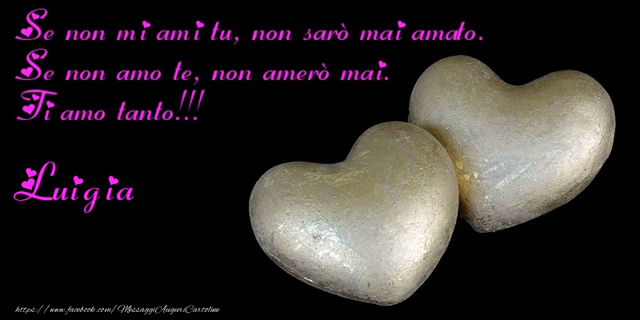 Se non mi ami tu, non sarò mai amato.
Se non amo te, non amerò mai.
Ti amo tanto!!!
Luigia
https://www.facebook.com/MessaggiAuguriCartoline